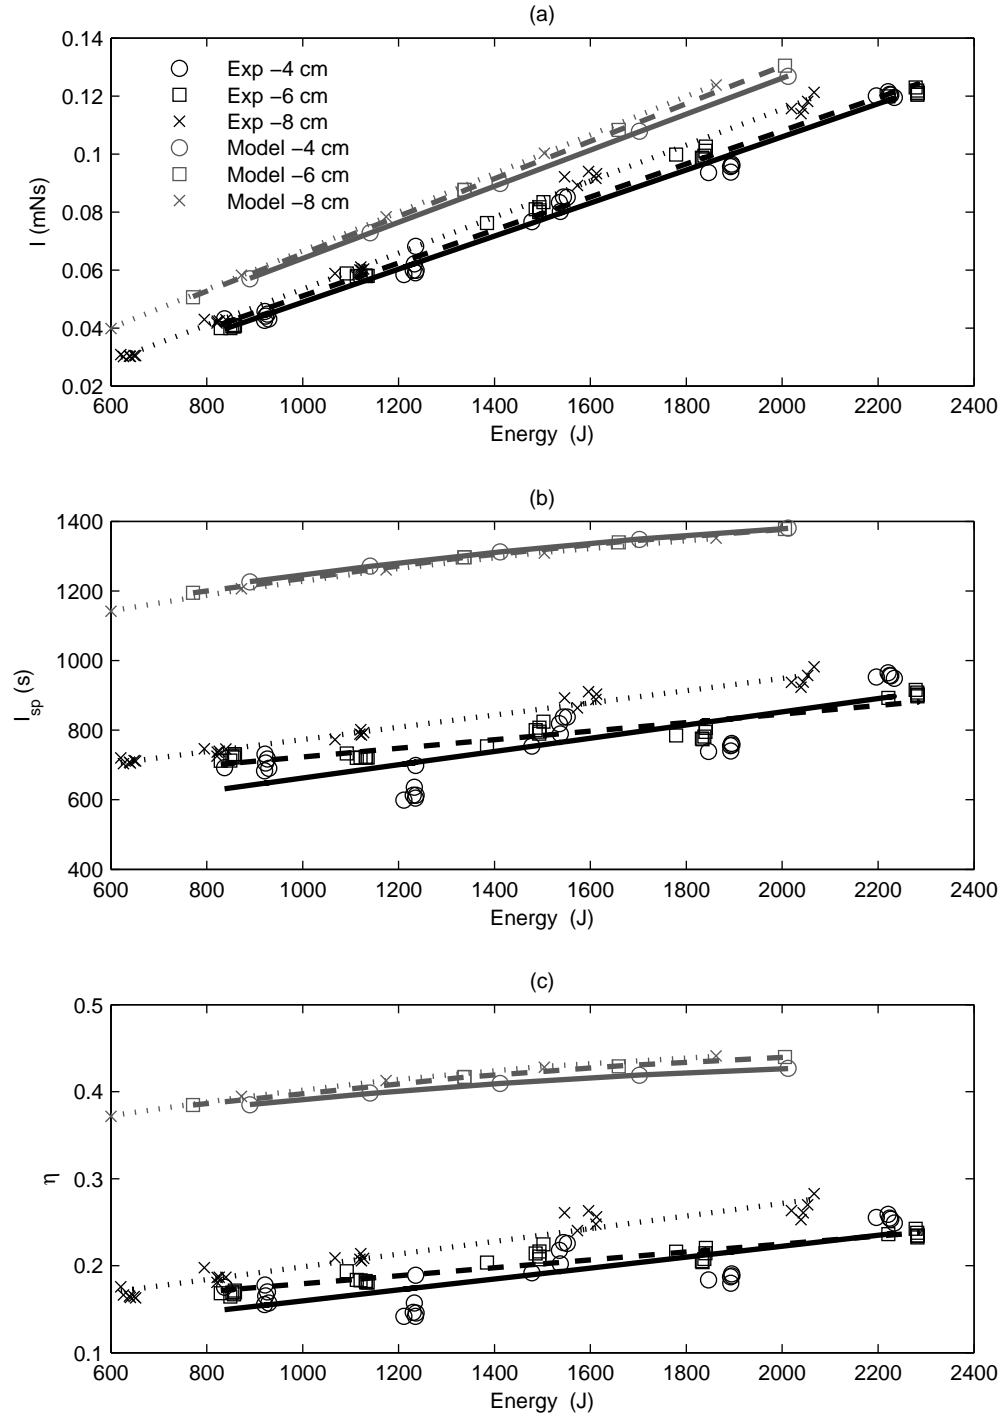 (a)
0.14
0.12
0.1
0.08
0.06
0.04
0.02
I (mNs)
Exp −4 cm
Exp −6 cm
Exp −8 cm
Model −4 cm
Model −6 cm
Model −8 cm
600 800 1000 1200 1400 1600 1800 2000 2200 2400
Energy (J)
(b)
1400
1200
1000
800
600
400
I_sp (s)
600 800 1000 1200 1400 1600 1800 2000 2200 2400
Energy (J)
(c)
0.5
0.4
0.3
0.2
0.1
η
600 800 1000 1200 1400 1600 1800 2000 2200 2400
Energy (J)